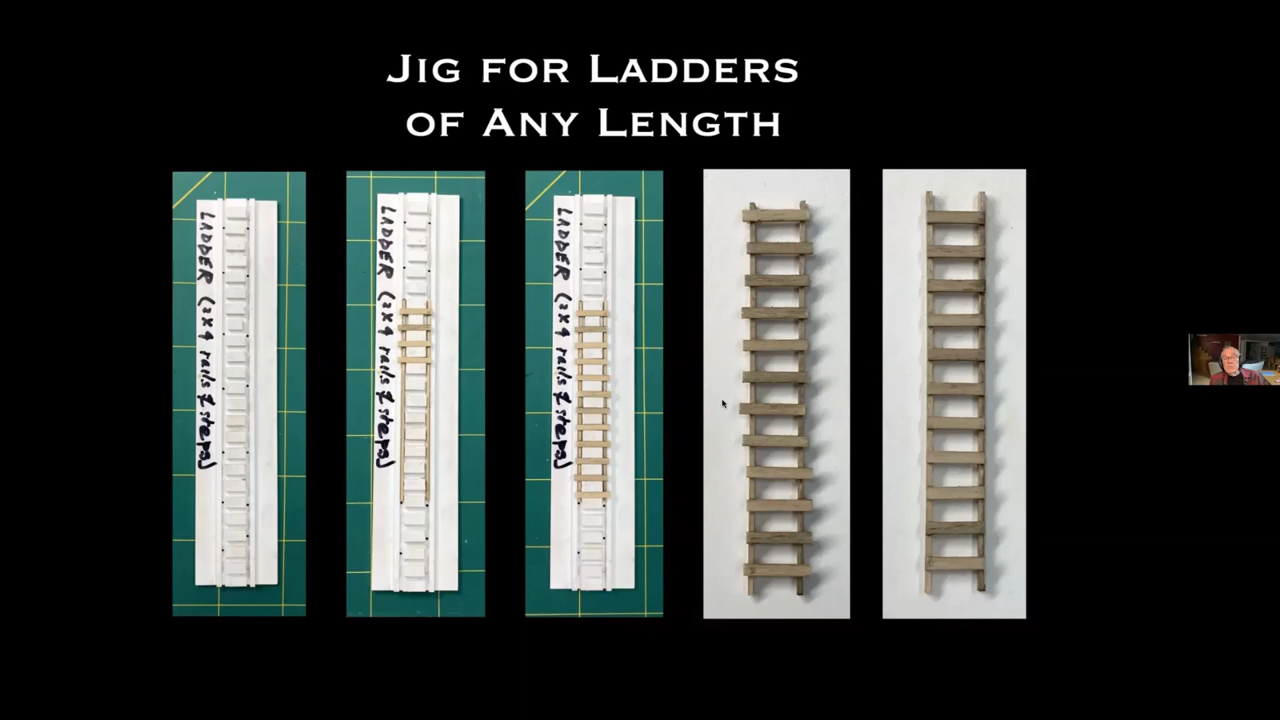 JIG FOR LADDERS
OF ANY LENGTH
LADDER (2x4 rails & steps)
LADDER (2x4 rails & steps)
LADDER (2x4 rails & steps)